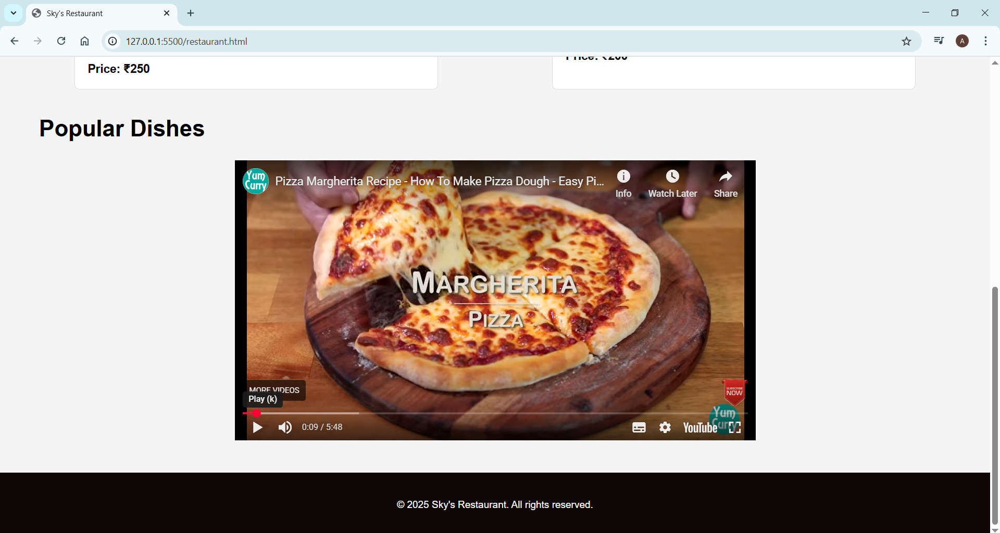 Sky's Restaurant
127.0.0.1:5500/restaurant.html
A
Price: ₹250
Price: ₹200
Popular Dishes
Yum
Curry
Pizza Margherita Recipe - How To Make Pizza Dough - Easy Pi...
Info
Watch Later
Share
MARGHERITA
PIZZA
MORE VIDEOS
Play (k)
SUBSCRIBE
NOW
Yum
Curry
0:09 / 5:48
YouTube
© 2025 Sky's Restaurant. All rights reserved.